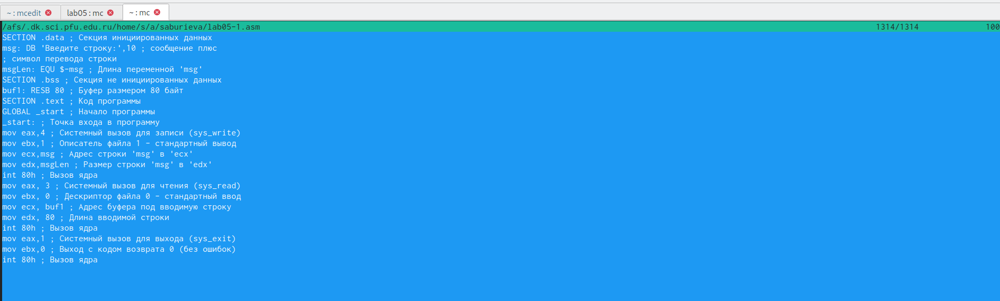 ~ : mcedit lab05 : mc ~ : mc
/afs/.dk.sci.pfu.edu.ru/home/s/a/saburieva/lab05-1.asm 1314/1314 100
SECTION .data ; Секция инициированных данных
msg: DB 'Введите строку:',10 ; сообщение плюс
; символ перевода строки
msgLen: EQU $-msg ; Длина переменной 'msg'
SECTION .bss ; Секция не инициированных данных
buf1: RESB 80 ; Буфер размером 80 байт
SECTION .text ; Код программы
GLOBAL _start ; Начало программы
_start: ; Точка входа в программу
mov eax,4 ; Системный вызов для записи (sys_write)
mov ebx,1 ; Описатель файла 1 - стандартный вывод
mov ecx,msg ; Адрес строки 'msg' в 'ecx'
mov edx,msgLen ; Размер строки 'msg' в 'edx'
int 80h ; Вызов ядра
mov eax, 3 ; Системный вызов для чтения (sys_read)
mov ebx, 0 ; Дескриптор файла 0 - стандартный ввод
mov ecx, buf1 ; Адрес буфера под вводимую строку
mov edx, 80 ; Длина вводимой строки
int 80h ; Вызов ядра
mov eax,1 ; Системный вызов для выхода (sys_exit)
mov ebx,0 ; Выход с кодом возврата 0 (без ошибок)
int 80h ; Вызов ядра